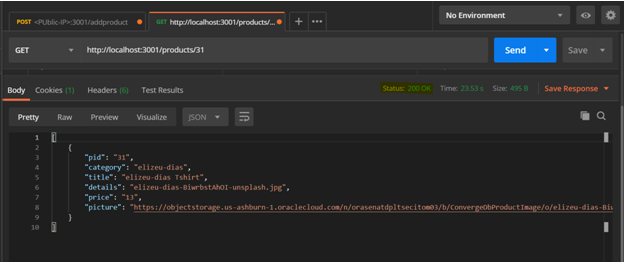 POST <PUblic-IP>:3001/addproduct
GET http://localhost:3001/products/...
+
•••
No Environment
GET http://localhost:3001/products/31 Send Save
Body Cookies (1) Headers (6) Test Results Status: 200 OK Time: 23.53 s Size: 495 B Save Response
Pretty Raw Preview Visualize JSON
1 [
2 {
3 "pid": "31",
4 "category": "elizeu-dias",
5 "title": "elizeu-dias Tshirt",
6 "details": "elizeu-dias-BiwrbstAhOI-unsplash.jpg",
7 "price": "13",
8 "picture": "https://objectstorage.us-ashburn-1.oraclecloud.com/n/orasenatdpltsecitom03/b/ConvergeDbProductImage/o/elizeu-dias-Biw
9 }
10 ]